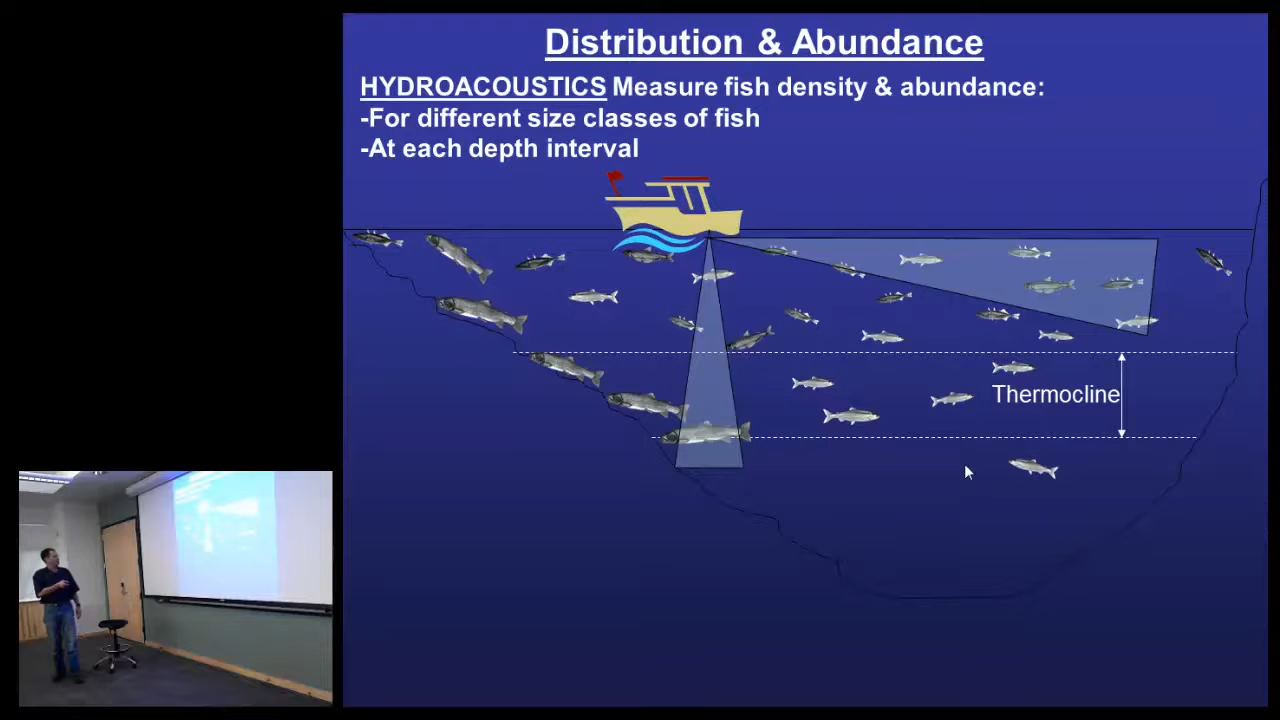 Distribution & Abundance
HYDROACOUSTICS Measure fish density & abundance:
-For different size classes of fish
-At each depth interval
Thermocline